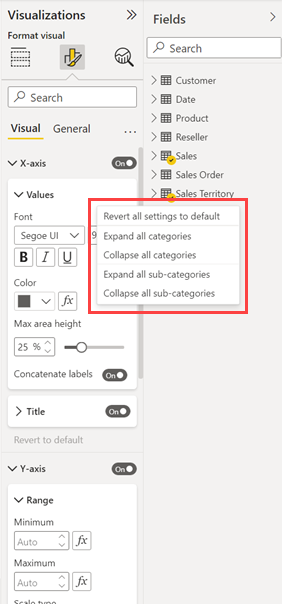 Visualizations
Format visual
Search
Visual
General
...
X-axis
On
Values
Font
Segoe UI
9
B
I
U
Color
fx
Max area height
25 %
Concatenate labels
On
Title
On
Revert to default
Y-axis
On
Range
Minimum
Auto
fx
Maximum
Auto
fx
Scale type
Revert all settings to default
Expand all categories
Collapse all categories
Expand all sub-categories
Collapse all sub-categories
Fields
Search
Customer
Date
Product
Reseller
Sales
Sales Order
Sales Territory